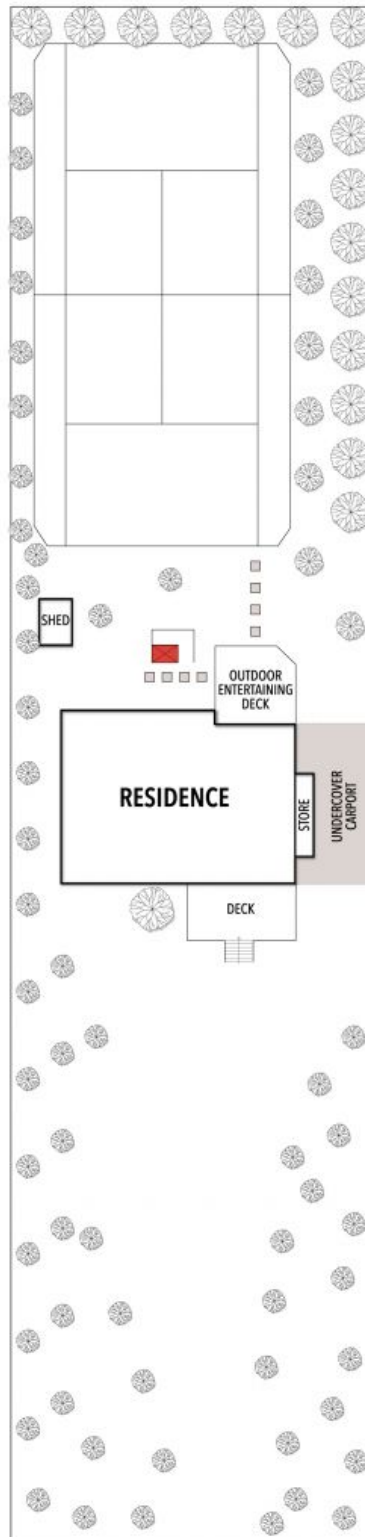 SHED
OUTDOOR
ENTERTAINING
DECK
RESIDENCE
STORE
UNDERCOVER
CARPORT
DECK